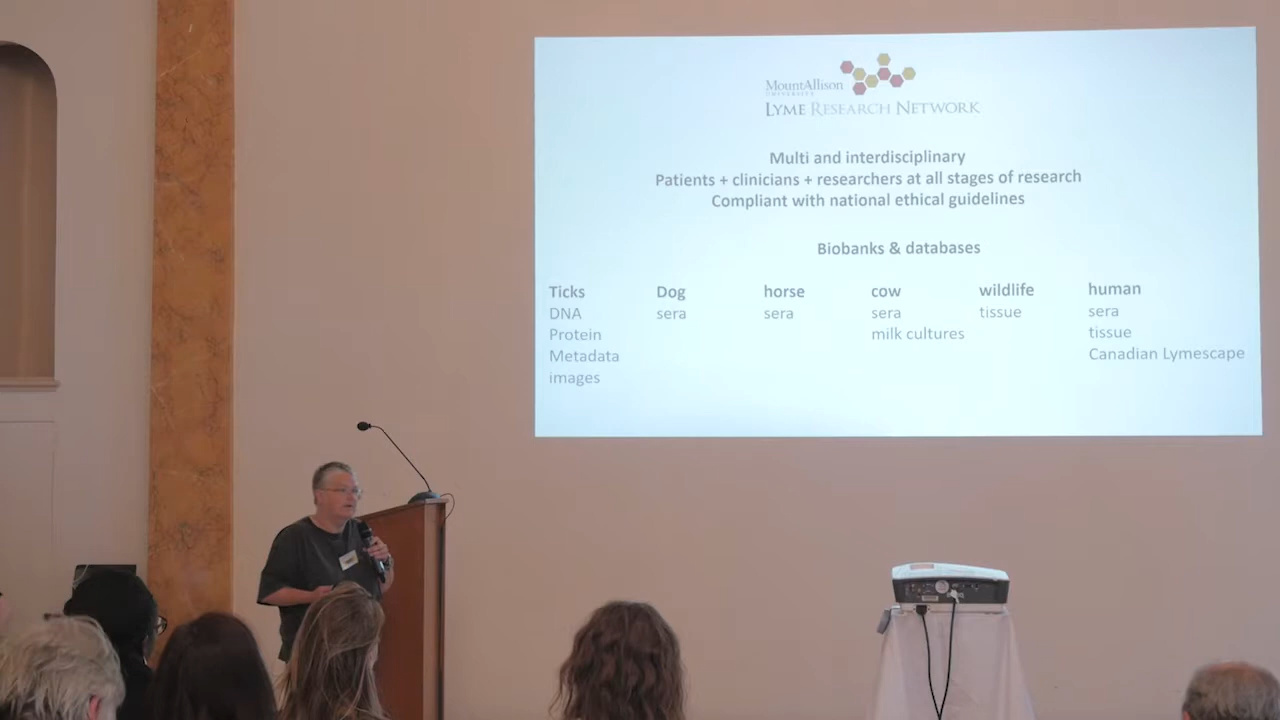 MountAllison
UNIVERSITY
LYME RESEARCH NETWORK
Multi and interdisciplinary
Patients + clinicians + researchers at all stages of research
Compliant with national ethical guidelines
Biobanks & databases
Ticks Dog horse cow wildlife human
DNA sera sera sera tissue sera
Protein milk cultures tissue
Metadata Canadian Lymescape
images